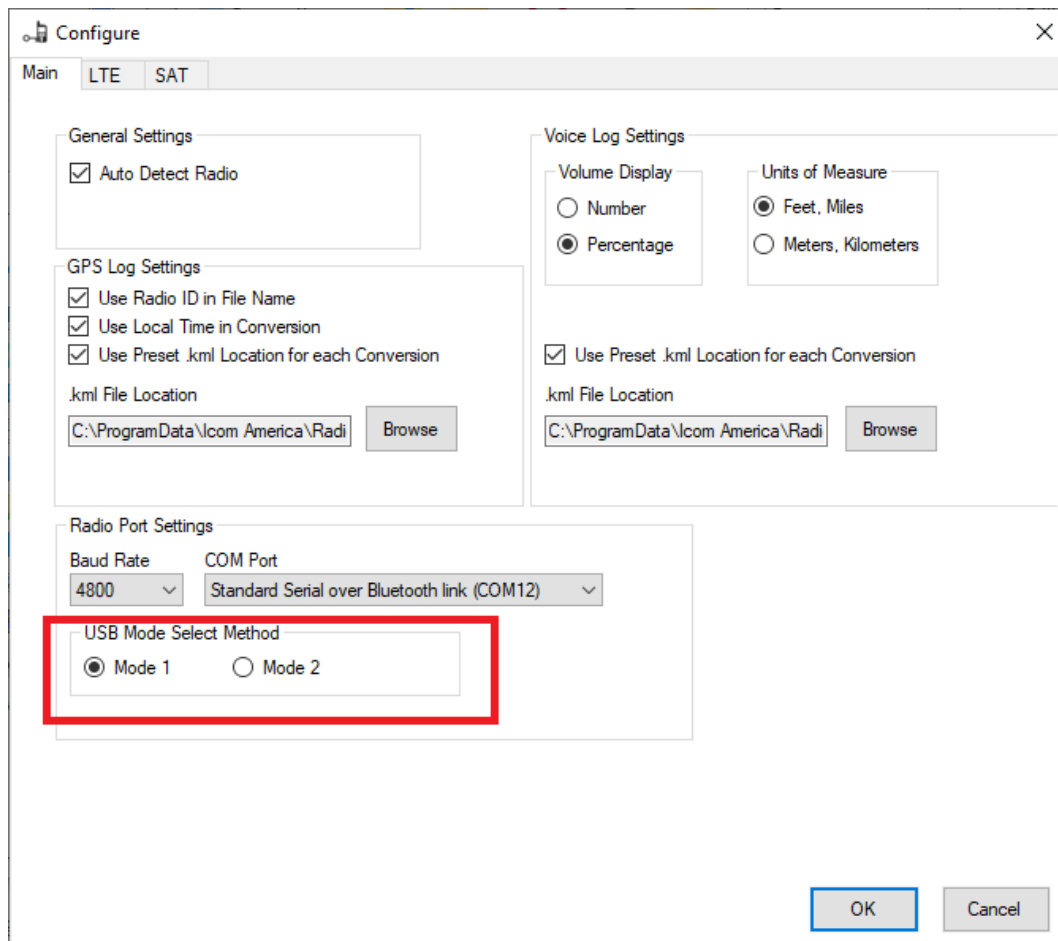 Configure
Main LTE SAT
General Settings
Auto Detect Radio
GPS Log Settings
Use Radio ID in File Name
Use Local Time in Conversion
Use Preset .kml Location for each Conversion
.kml File Location
C:\ProgramData\Icom America\Radi Browse
Voice Log Settings
Volume Display
Number
Percentage
Units of Measure
Feet, Miles
Meters, Kilometers
Use Preset .kml Location for each Conversion
.kml File Location
C:\ProgramData\Icom America\Radi Browse
Radio Port Settings
Baud Rate COM Port
4800 Standard Serial over Bluetooth link (COM12)
USB Mode Select Method
Mode 1 Mode 2
OK Cancel